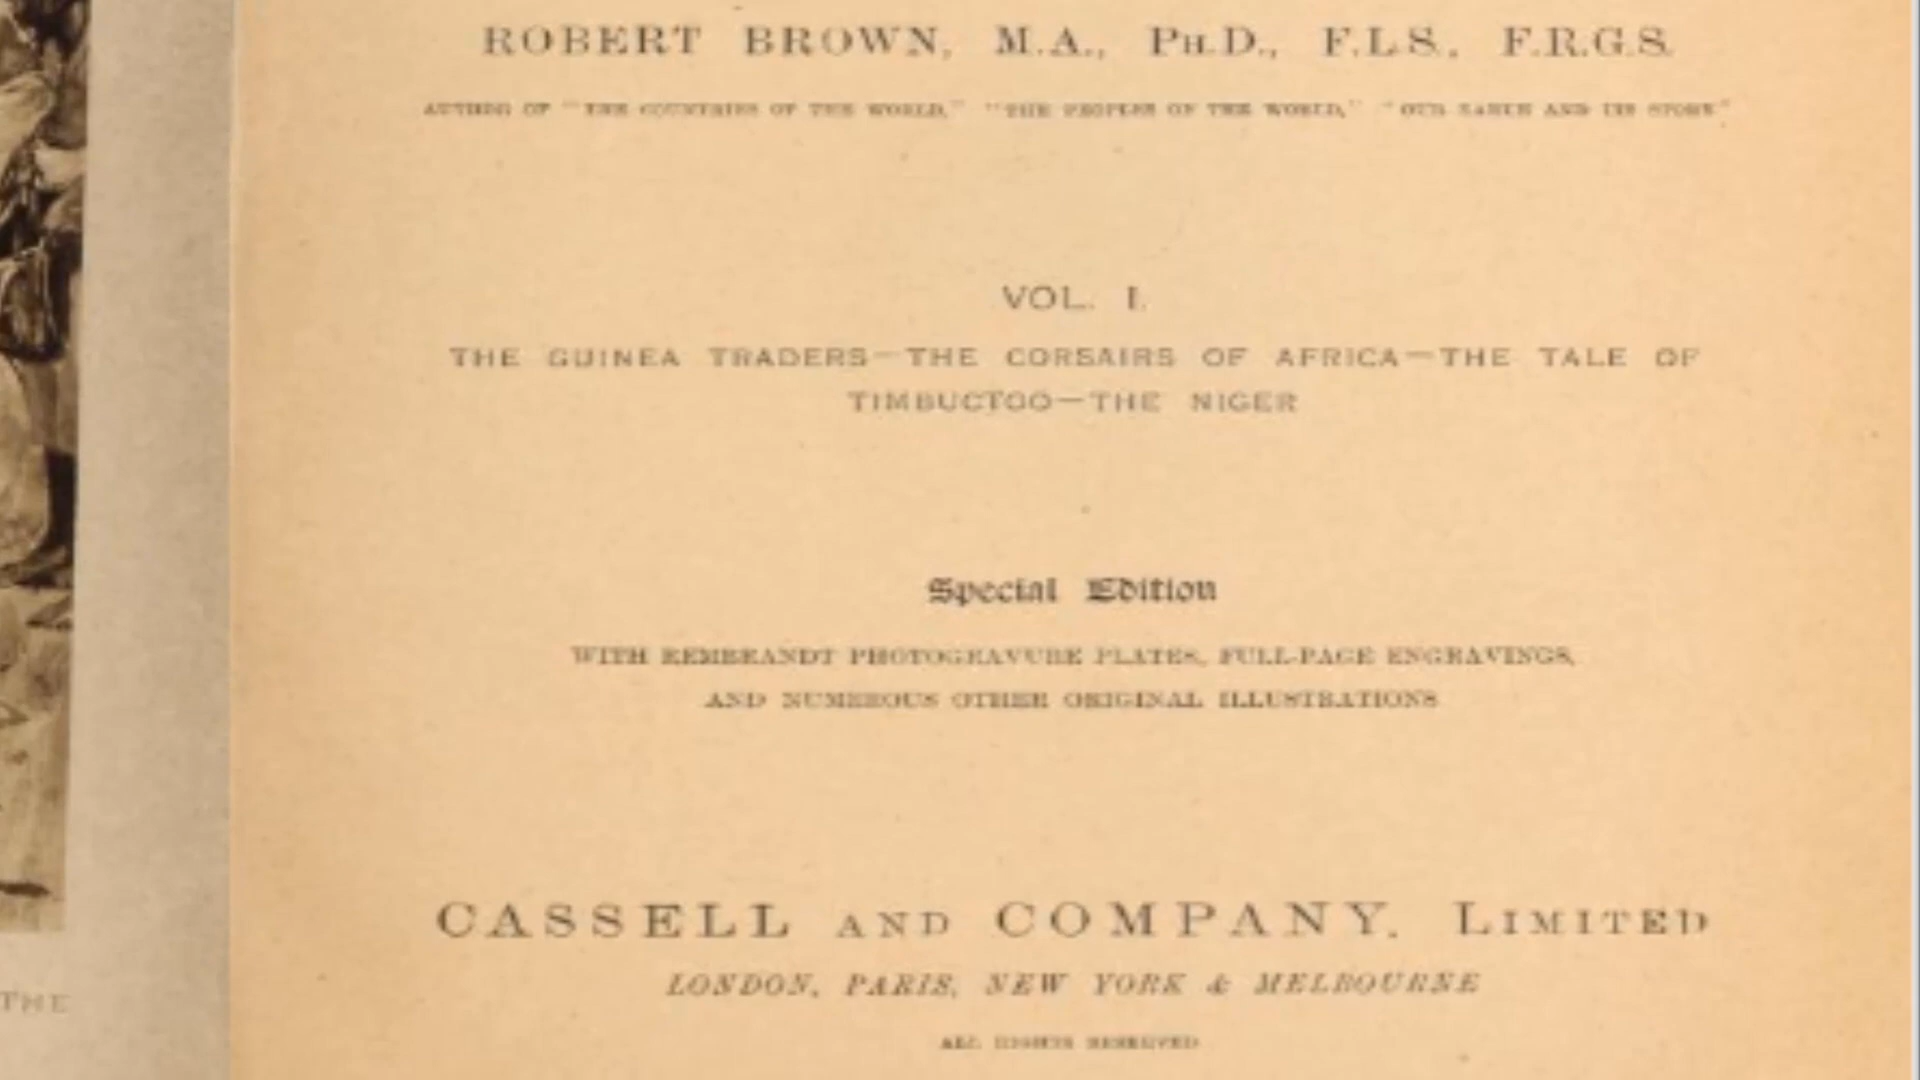 ROBERT BROWN, M.A., PH.D., F.L.S., F.R.G.S.
AUTHOR OF "THE COUNTRIES OF THE WORLD," "THE PEOPLES OF THE WORLD," "OUR EARTH AND ITS STORY"
VOL. I.
THE GUINEA TRADERS—THE CORSAIRS OF AFRICA—THE TALE OF
TIMBUCTOO—THE NIGER
Special Edition
WITH REMBRANDT PHOTOGRAVURE PLATES, FULL-PAGE ENGRAVINGS,
AND NUMEROUS OTHER ORIGINAL ILLUSTRATIONS
CASSELL AND COMPANY, LIMITED
LONDON, PARIS, NEW YORK & MELBOURNE
ALL RIGHTS RESERVED
THE